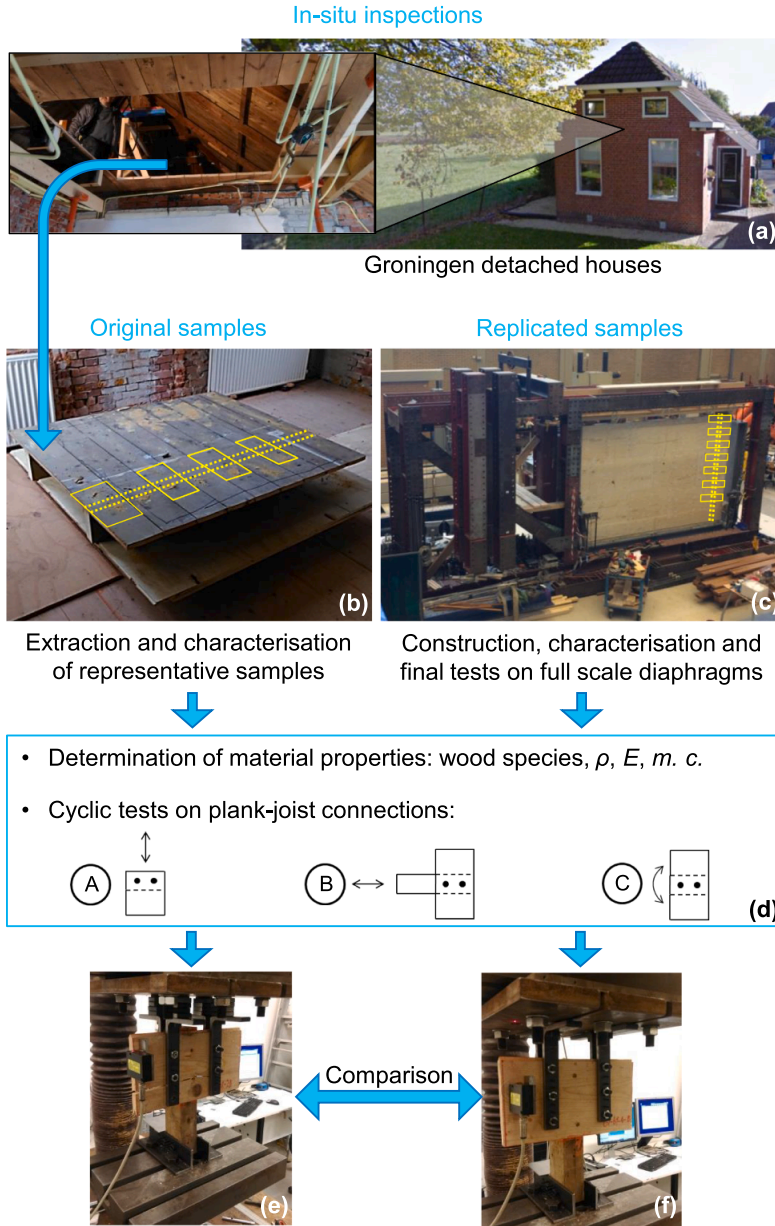 In-situ inspections
(a)
Groningen detached houses
Original samples
Replicated samples
(b)
(c)
Extraction and characterisation
of representative samples
Construction, characterisation and
final tests on full scale diaphragms
• Determination of material properties: wood species, ρ, E, m. c.
• Cyclic tests on plank-joist connections:
A
B
C
(d)
Comparison
(e)
(f)